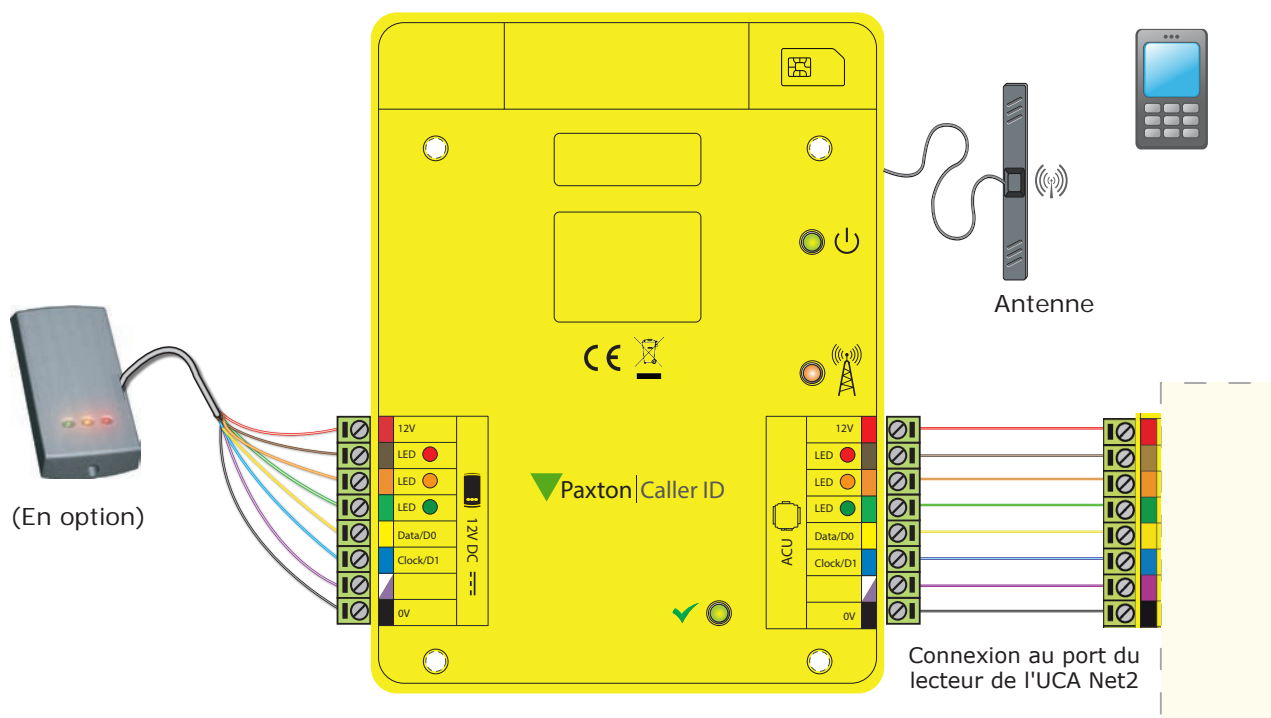 Antenne
CE
12V
LED
LED
LED
Data/D0
Clock/D1
0V
12V DC
(En option)
Paxton|Caller ID
ACU
12V
LED
LED
LED
Data/D0
Clock/D1
0V
Connexion au port du
lecteur de l'UCA Net2